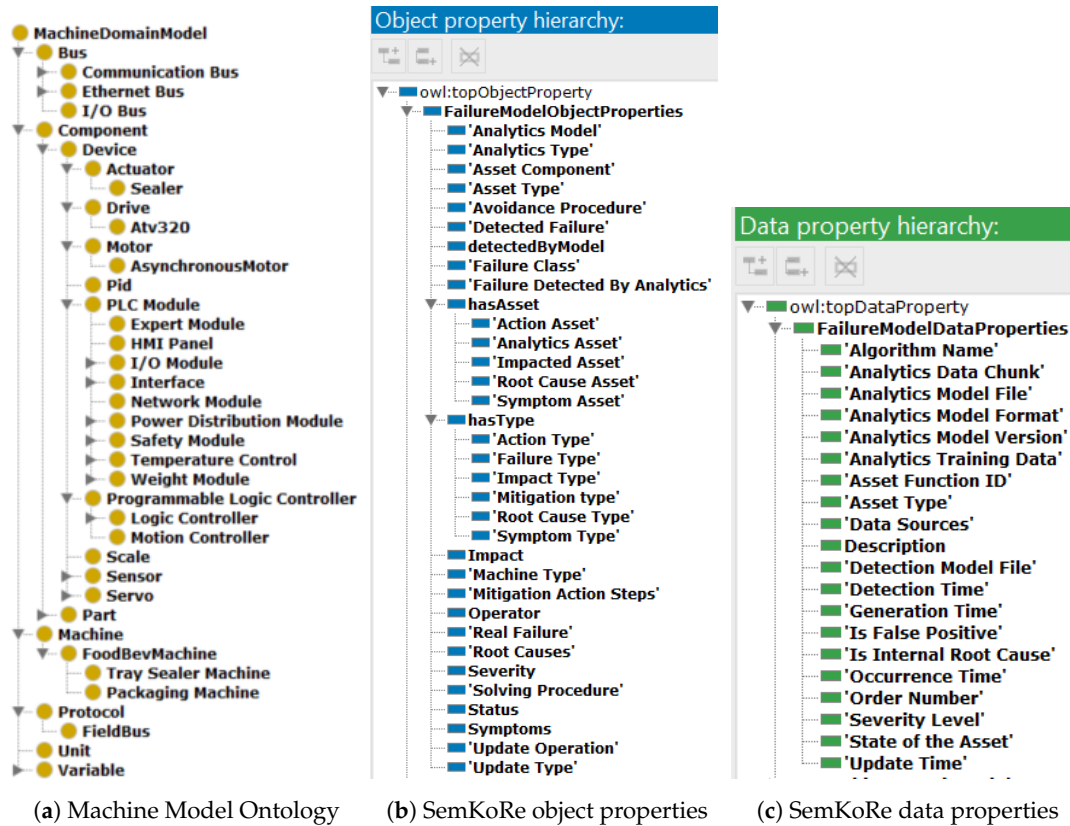 MachineDomainModel
Bus
Communication Bus
Ethernet Bus
I/O Bus
Component
Device
Actuator
Sealer
Drive
Atv320
Motor
AsynchronousMotor
Pid
PLC Module
Expert Module
HMI Panel
I/O Module
Interface
Network Module
Power Distribution Module
Safety Module
Temperature Control
Weight Module
Programmable Logic Controller
Logic Controller
Motion Controller
Scale
Sensor
Servo
Part
Machine
FoodBevMachine
Tray Sealer Machine
Packaging Machine
Protocol
FieldBus
Unit
Variable
(a) Machine Model Ontology
Object property hierarchy:
owl:topObjectProperty
FailureModelObjectProperties
'Analytics Model'
'Analytics Type'
'Asset Component'
'Asset Type'
'Avoidance Procedure'
'Detected Failure'
detectedByModel
'Failure Class'
'Failure Detected By Analytics'
hasAsset
'Action Asset'
'Analytics Asset'
'Impacted Asset'
'Root Cause Asset'
'Symptom Asset'
hasType
'Action Type'
'Failure Type'
'Impact Type'
'Mitigation type'
'Root Cause Type'
'Symptom Type'
Impact
'Machine Type'
'Mitigation Action Steps'
Operator
'Real Failure'
'Root Causes'
Severity
'Solving Procedure'
Status
Symptoms
'Update Operation'
'Update Type'
(b) SemKoRe object properties
Data property hierarchy:
owl:topDataProperty
FailureModelDataProperties
'Algorithm Name'
'Analytics Data Chunk'
'Analytics Model File'
'Analytics Model Format'
'Analytics Model Version'
'Analytics Training Data'
'Asset Function ID'
'Asset Type'
'Data Sources'
Description
'Detection Model File'
'Detection Time'
'Generation Time'
'Is False Positive'
'Is Internal Root Cause'
'Occurrence Time'
'Order Number'
'Severity Level'
'State of the Asset'
'Update Time'
(c) SemKoRe data properties